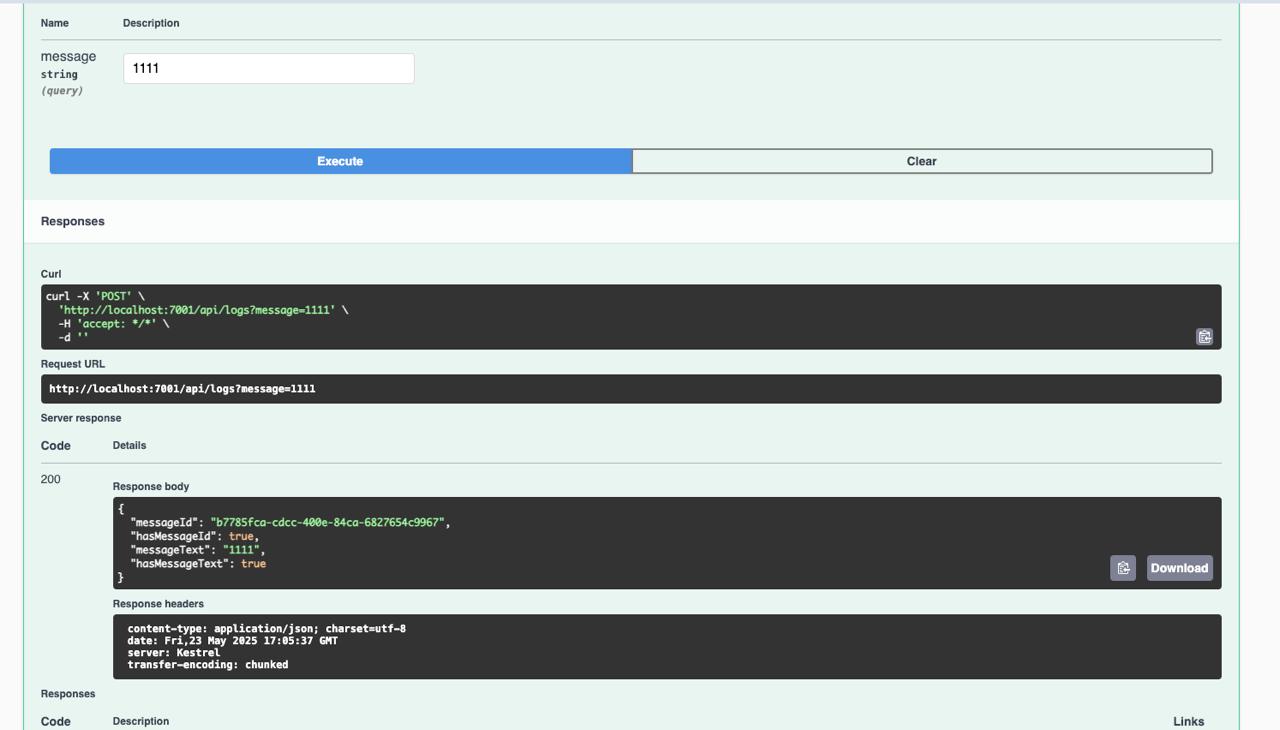 Name Description
message
string
(query)
1111
Execute Clear
Responses
Curl
curl -X 'POST' \
  'http://localhost:7001/api/logs?message=1111' \
  -H 'accept: */*' \
  -d ''
Request URL
http://localhost:7001/api/logs?message=1111
Server response
Code Details
200
Response body
{
  "messageId": "b7785fca-cdcc-400e-84ca-6827654c9967",
  "hasMessageId": true,
  "messageText": "1111",
  "hasMessageText": true
}
Download
Response headers
content-type: application/json; charset=utf-8
date: Fri,23 May 2025 17:05:37 GMT
server: Kestrel
transfer-encoding: chunked
Responses
Code Description Links